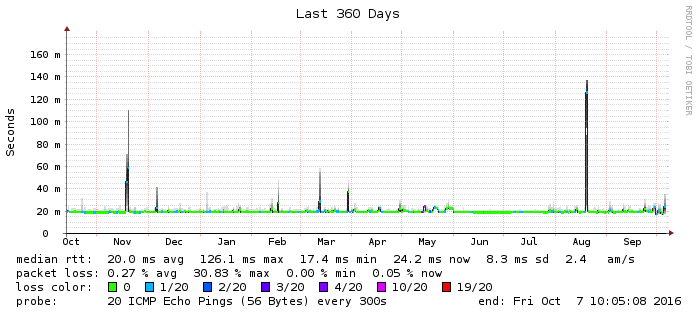 Last 360 Days
RRDTOOL / TOBI OETIKER
Seconds
160 m
140 m
120 m
100 m
80 m
60 m
40 m
20 m
0
Oct Nov Dec Jan Feb Mar Apr May Jun Jul Aug Sep
median rtt: 20.0 ms avg 126.1 ms max 17.4 ms min 24.2 ms now 8.3 ms sd 2.4 am/s
packet loss: 0.27 % avg 30.83 % max 0.00 % min 0.05 % now
loss color: 0 1/20 2/20 3/20 4/20 10/20 19/20
probe: 20 ICMP Echo Pings (56 Bytes) every 300s end: Fri Oct 7 10:05:08 2016